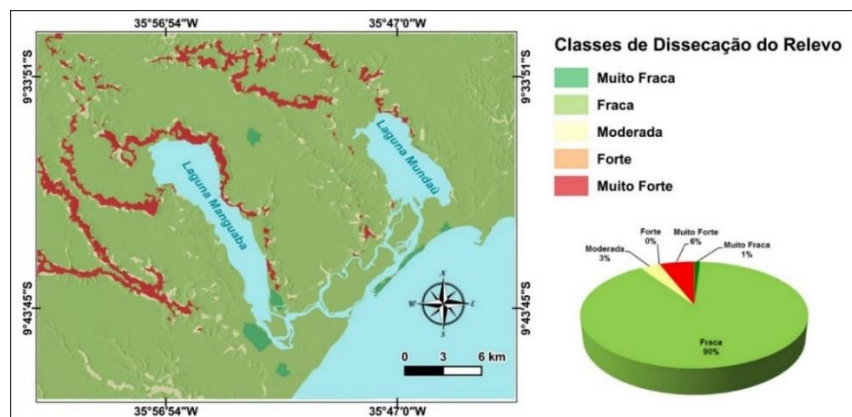 35°56'54"W
35°47'0"W
9°33'51"S
9°33'51"S
Laguna Manguaba
Laguna Mundaú
9°43'45"S
9°43'45"S
N
W
E
S
0 3 6 km
35°56'54"W
35°47'0"W
Classes de Dissecação do Relevo
Muito Fraca
Fraca
Moderada
Forte
Muito Forte
Forte
0%
Muito Forte
6%
Muito Fraca
1%
Moderada
3%
Fraca
90%